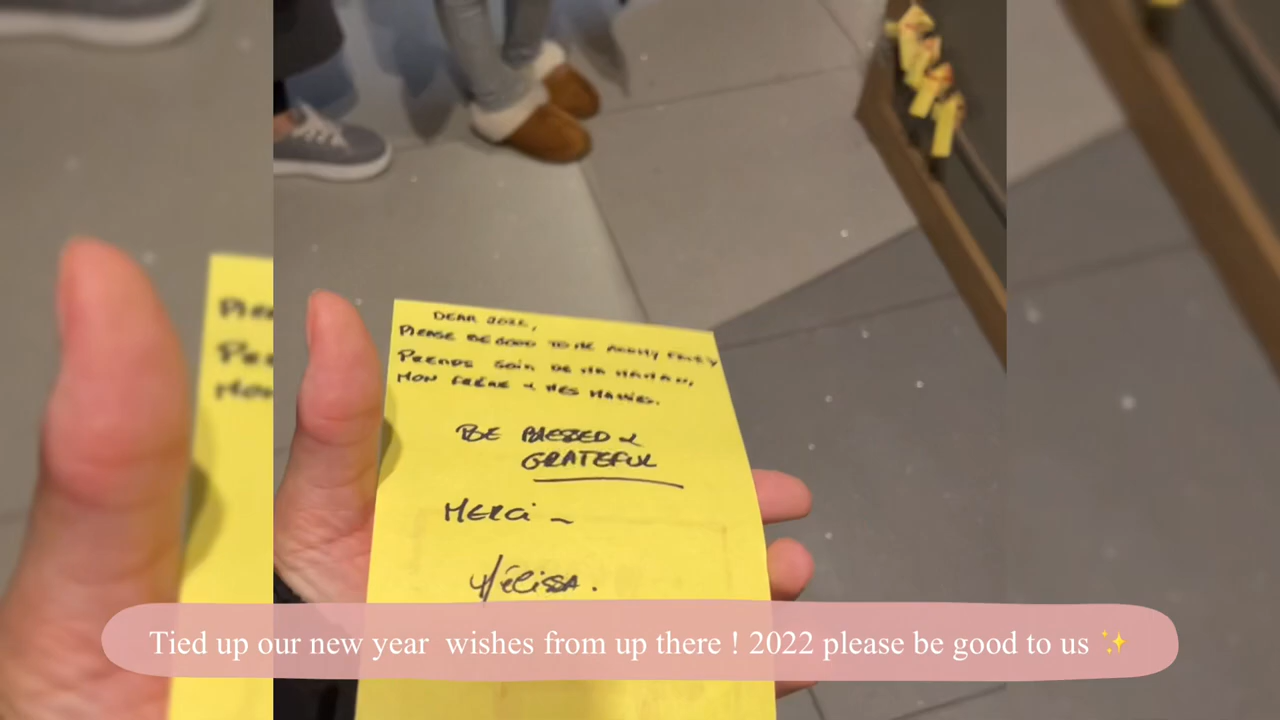 DEAR 2022,
PLEASE BE GOOD TO ME
PRENDS SOIN DE MA MAMAN,
MON FRÈRE & MES MAMIES.
BE BLESSED &
GRATEFUL
MERCI ~
Mélissa.
Tied up our new year wishes from up there ! 2022 please be good to us ✨